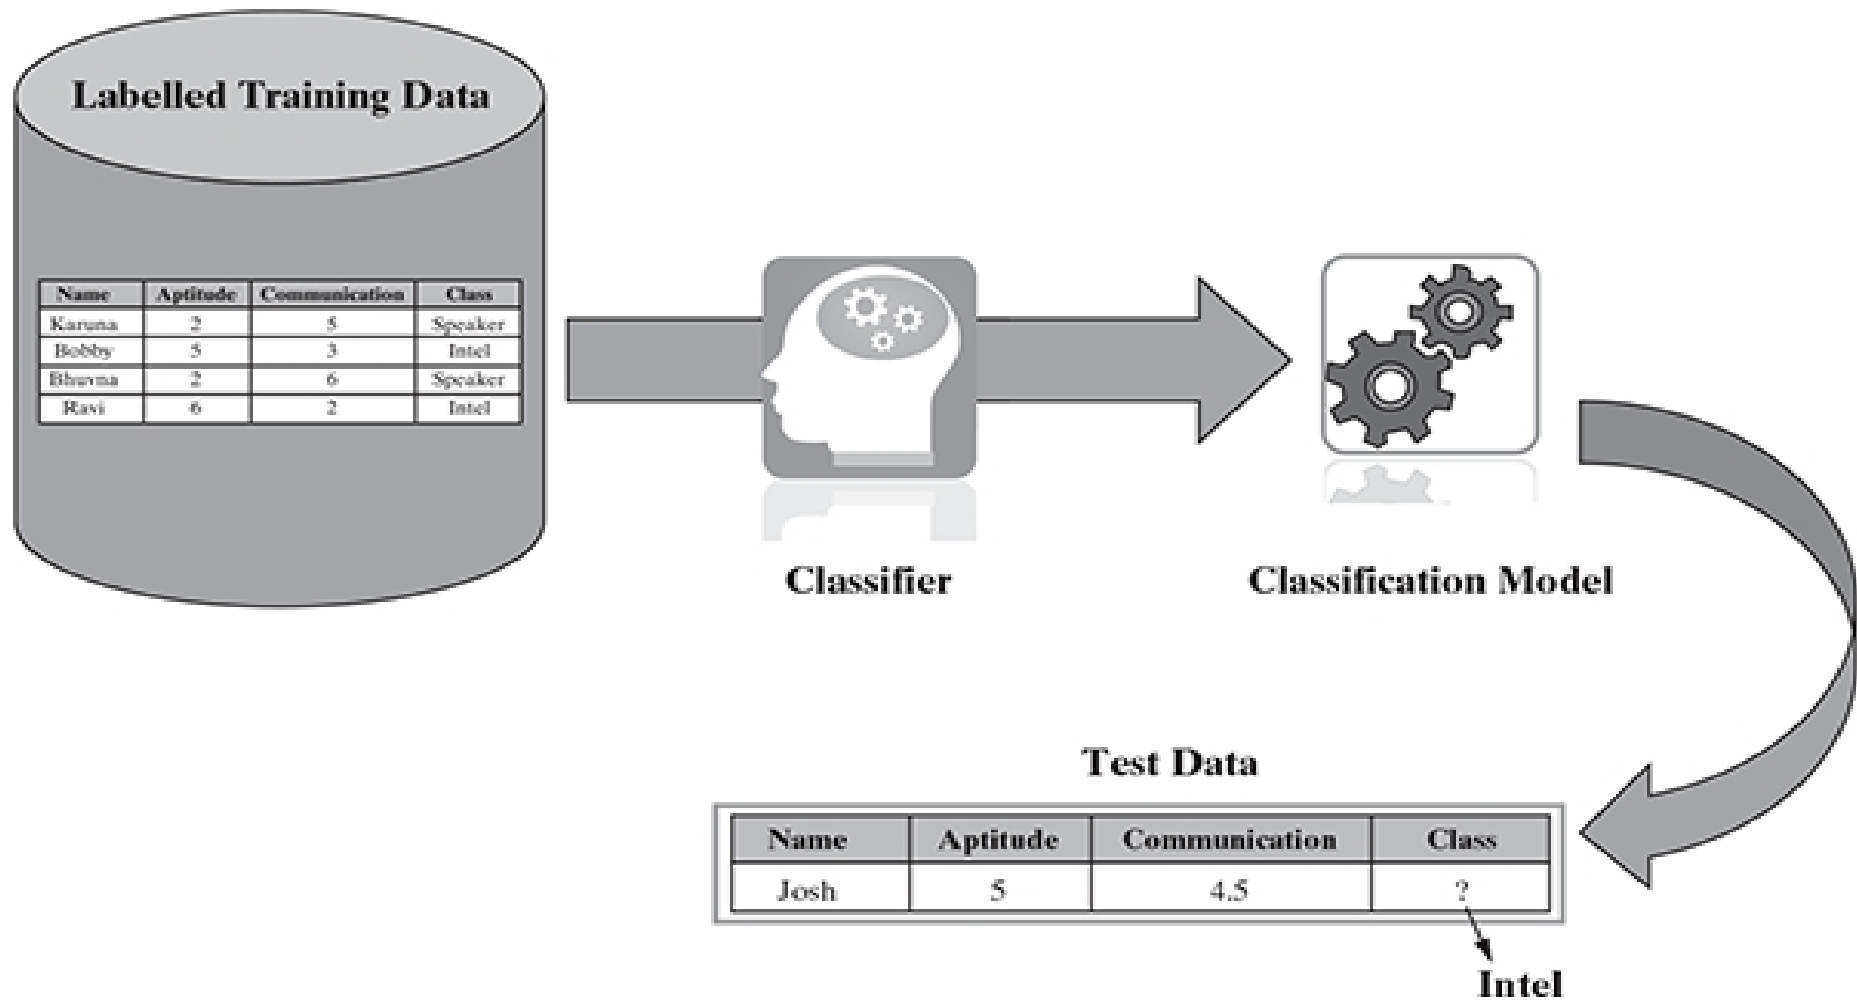 Labelled Training Data
Name Aptitude Communication Class
Karuna 2 5 Speaker
Bobby 5 3 Intel
Bhuvna 2 6 Speaker
Ravi 6 2 Intel
Classifier
Classification Model
Test Data
Name Aptitude Communication Class
Josh 5 4.5 ?
Intel